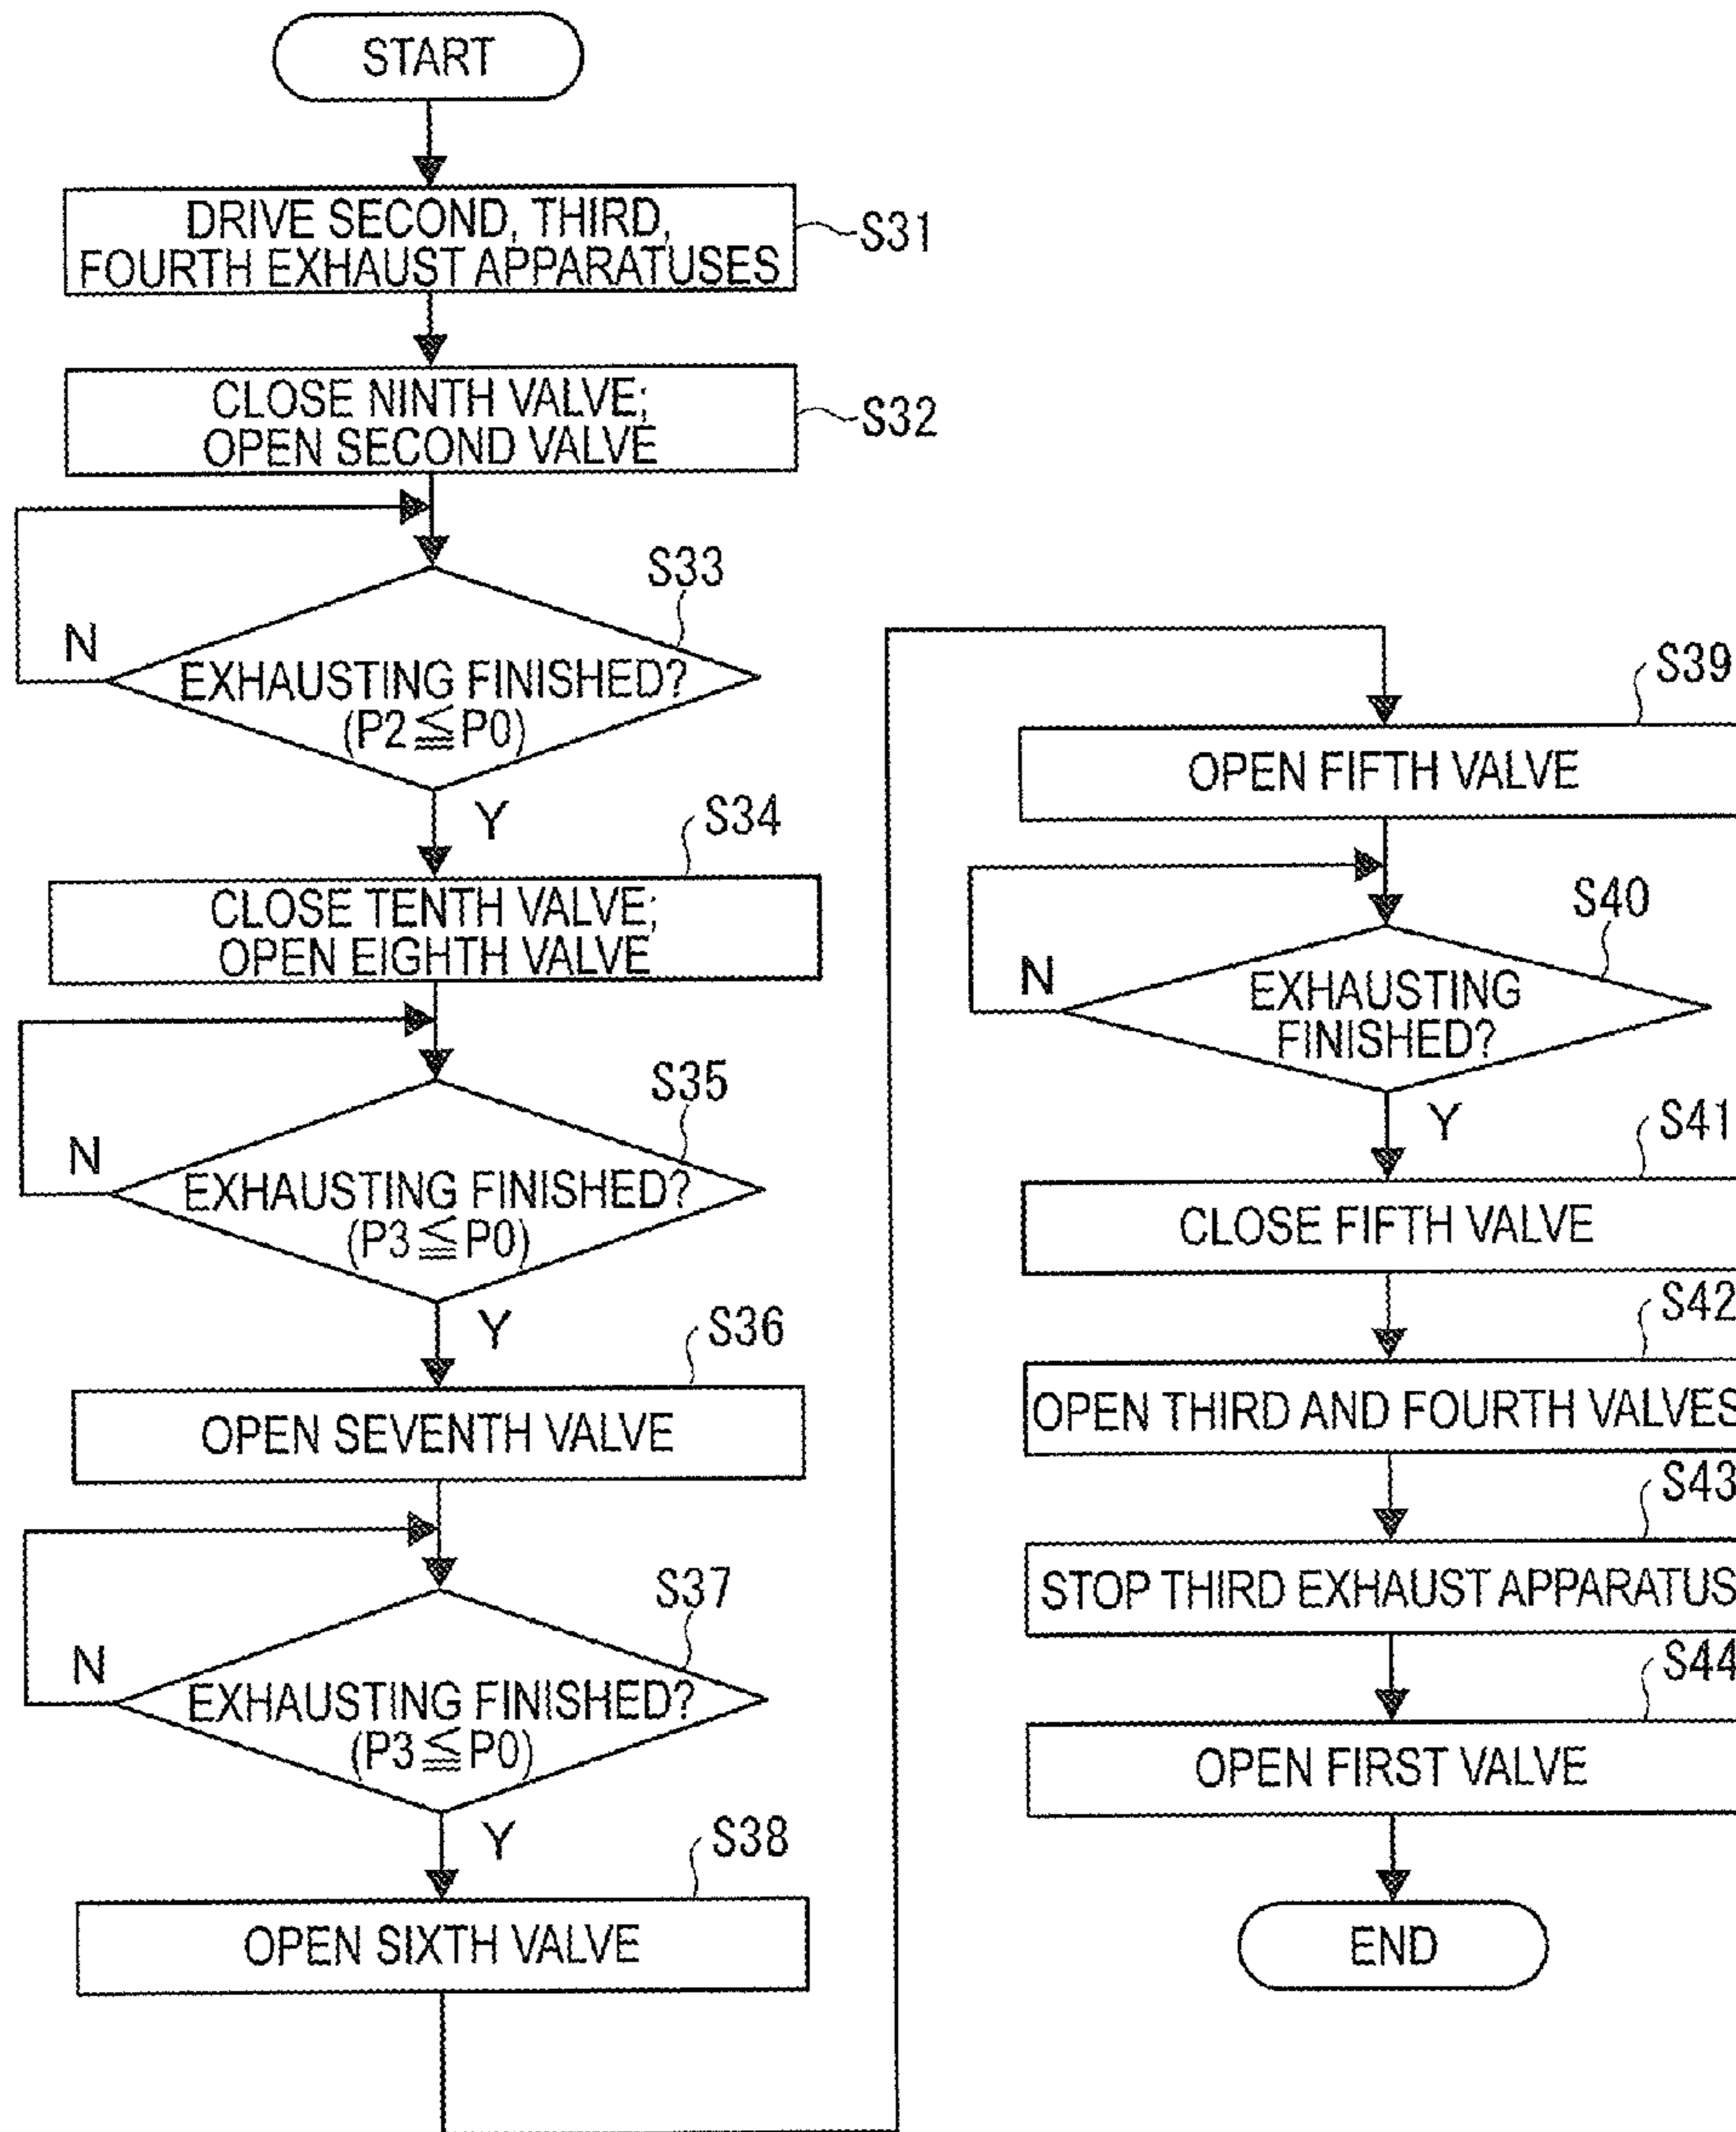 START
DRIVE SECOND, THIRD,
FOURTH EXHAUST APPARATUSES
S31
CLOSE NINTH VALVE;
OPEN SECOND VALVE
S32
S33
N
EXHAUSTING FINISHED?
(P2≦P0)
Y
S34
CLOSE TENTH VALVE;
OPEN EIGHTH VALVE
S35
N
EXHAUSTING FINISHED?
(P3≦P0)
Y
S36
OPEN SEVENTH VALVE
S37
N
EXHAUSTING FINISHED?
(P3≦P0)
Y
S38
OPEN SIXTH VALVE
S39
OPEN FIFTH VALVE
S40
N
EXHAUSTING
FINISHED?
Y
S41
CLOSE FIFTH VALVE
S42
OPEN THIRD AND FOURTH VALVES
S43
STOP THIRD EXHAUST APPARATUS
S44
OPEN FIRST VALVE
END